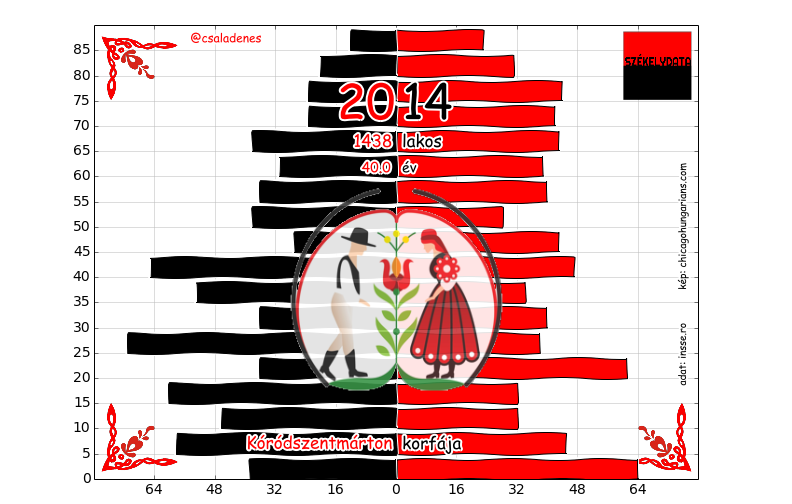 @csaladenes
SZÉKELYDATA
2014
1438 lakos
40.0 év
kép: chicagohungarians.com
adat: insse.ro
Kóródszentmárton korfája
85
80
75
70
65
60
55
50
45
40
35
30
25
20
15
10
5
0
64 48 32 16 0 16 32 48 64